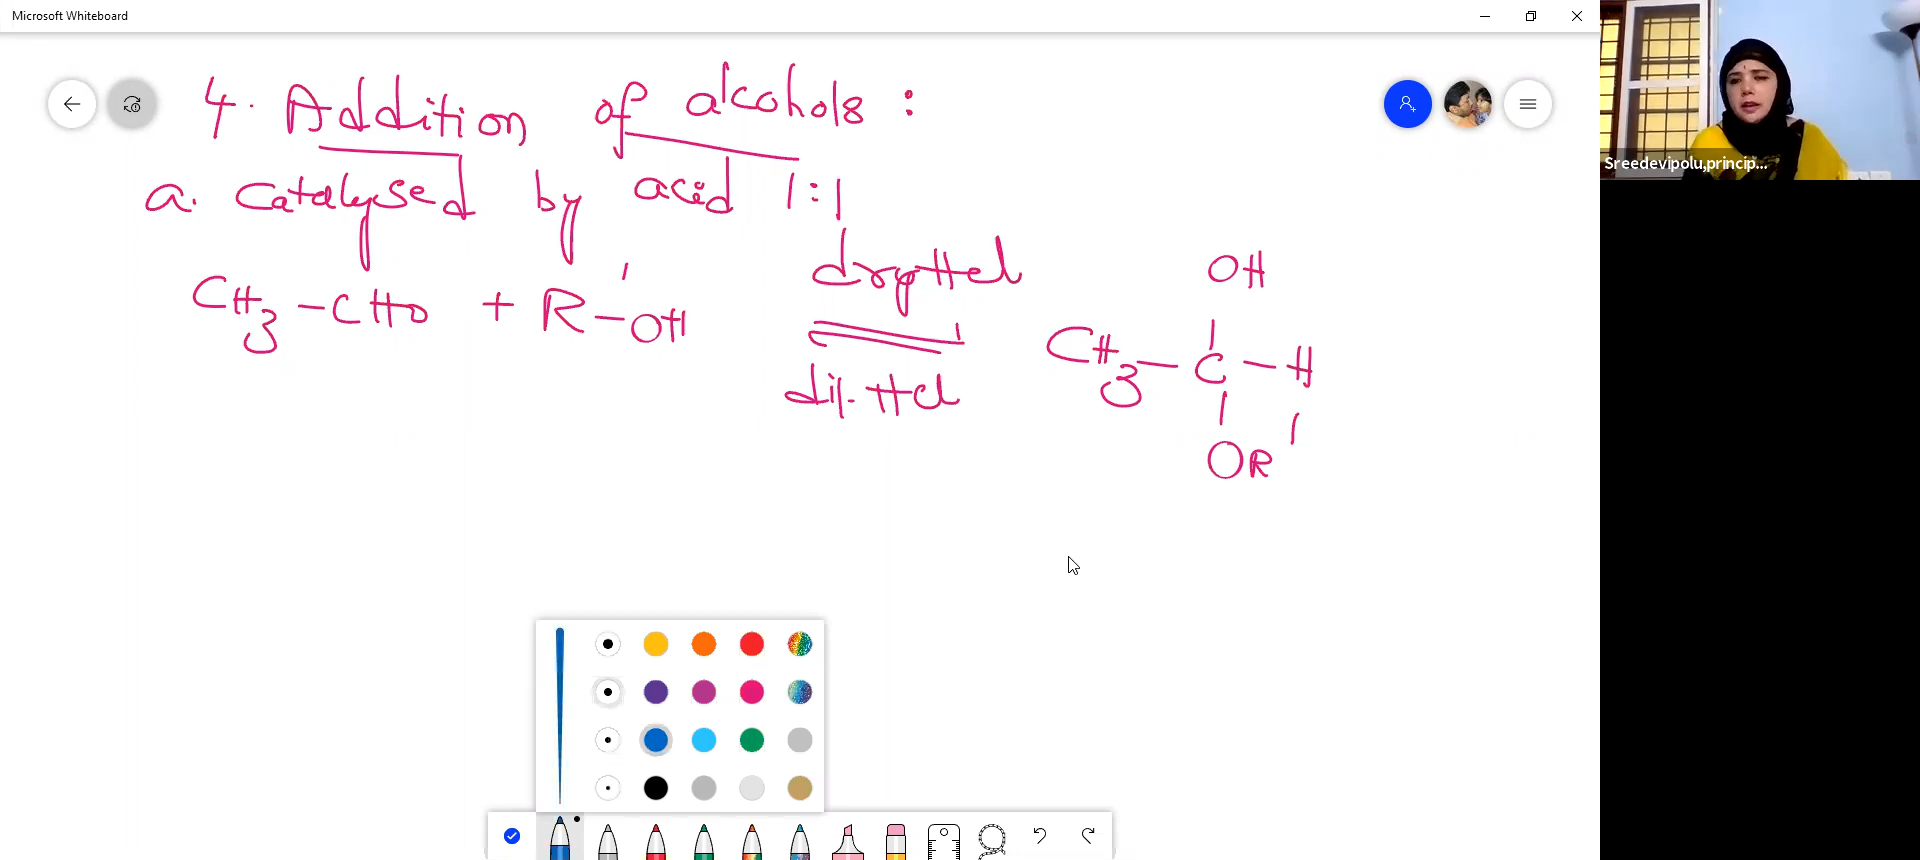 Microsoft Whiteboard
Sreedevipolu,princip...
4. Addition of alcohols :
a. Catalysed by acid 1:1
CH3-CHO + R'-OH
dry HCl
dil. HCl
OH
CH3-C-H
OR'